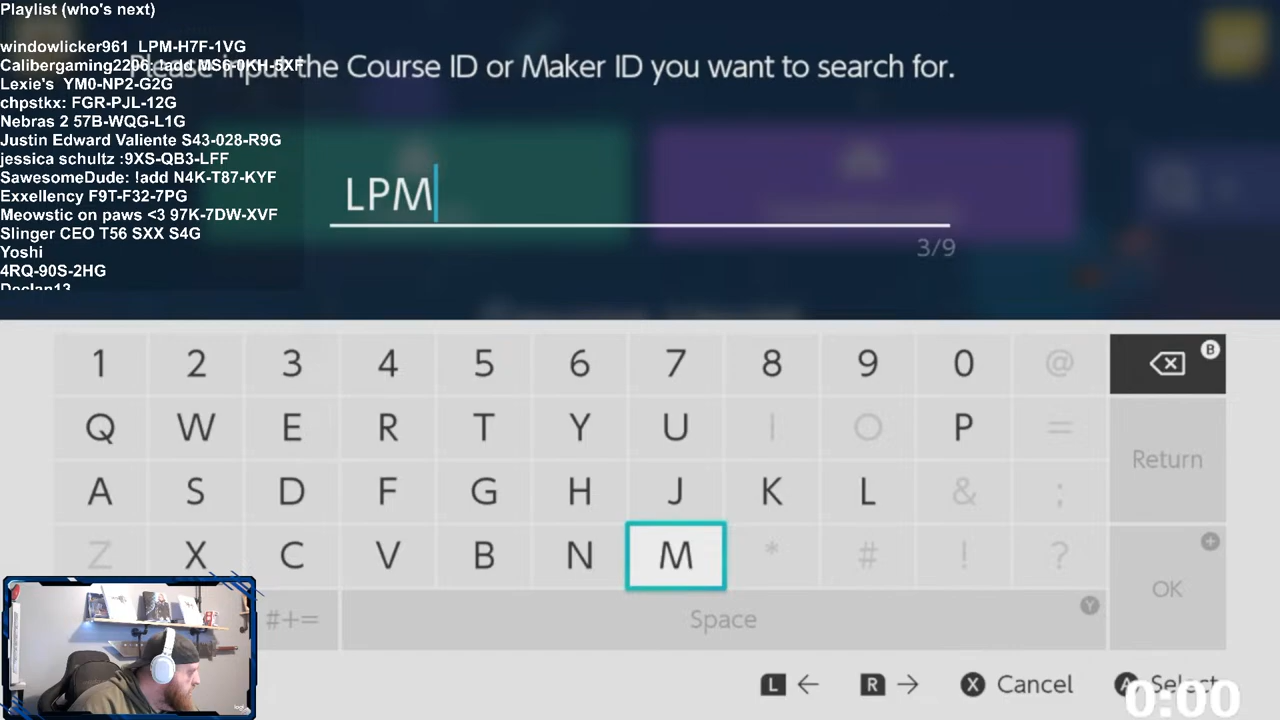 Playlist (who's next)
windowlicker961 LPM-H7F-1VG
Calibergaming2206: !add MS6-0KH-5XF
Please input the Course ID or Maker ID you want to search for.
Lexie's YM0-NP2-G2G
chpstkx: FGR-PJL-12G
Nebras 2 57B-WQG-L1G
Justin Edward Valiente S43-028-R9G
jessica schultz :9XS-QB3-LFF
SawesomeDude: !add N4K-T87-KYF
Exxellency F9T-F32-7PG
Meowstic on paws <3 97K-7DW-XVF
Slinger CEO T56 SXX S4G
Yoshi
4RQ-90S-2HG
Declan13
LPM
3/9
1 2 3 4 5 6 7 8 9 0 @ B
Q W E R T Y U I O P =
Return
A S D F G H J K L & ;
Z X C V B N M * # ! ? +
OK
#+= Space Y
L ← R → X Cancel A Select
0:00